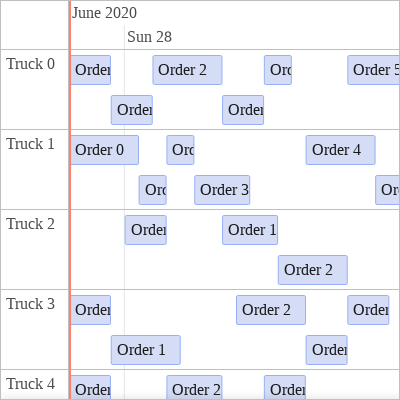 June 2020
Sun 28
Truck 0
Order Order 2 Orc Order 5
Order Order
Truck 1
Order 0 Orc Order 4
Orc Order 3 Or
Truck 2
Order Order 1
Order 2
Truck 3
Order Order 2 Order
Order 1 Order
Truck 4
Order Order 2 Order